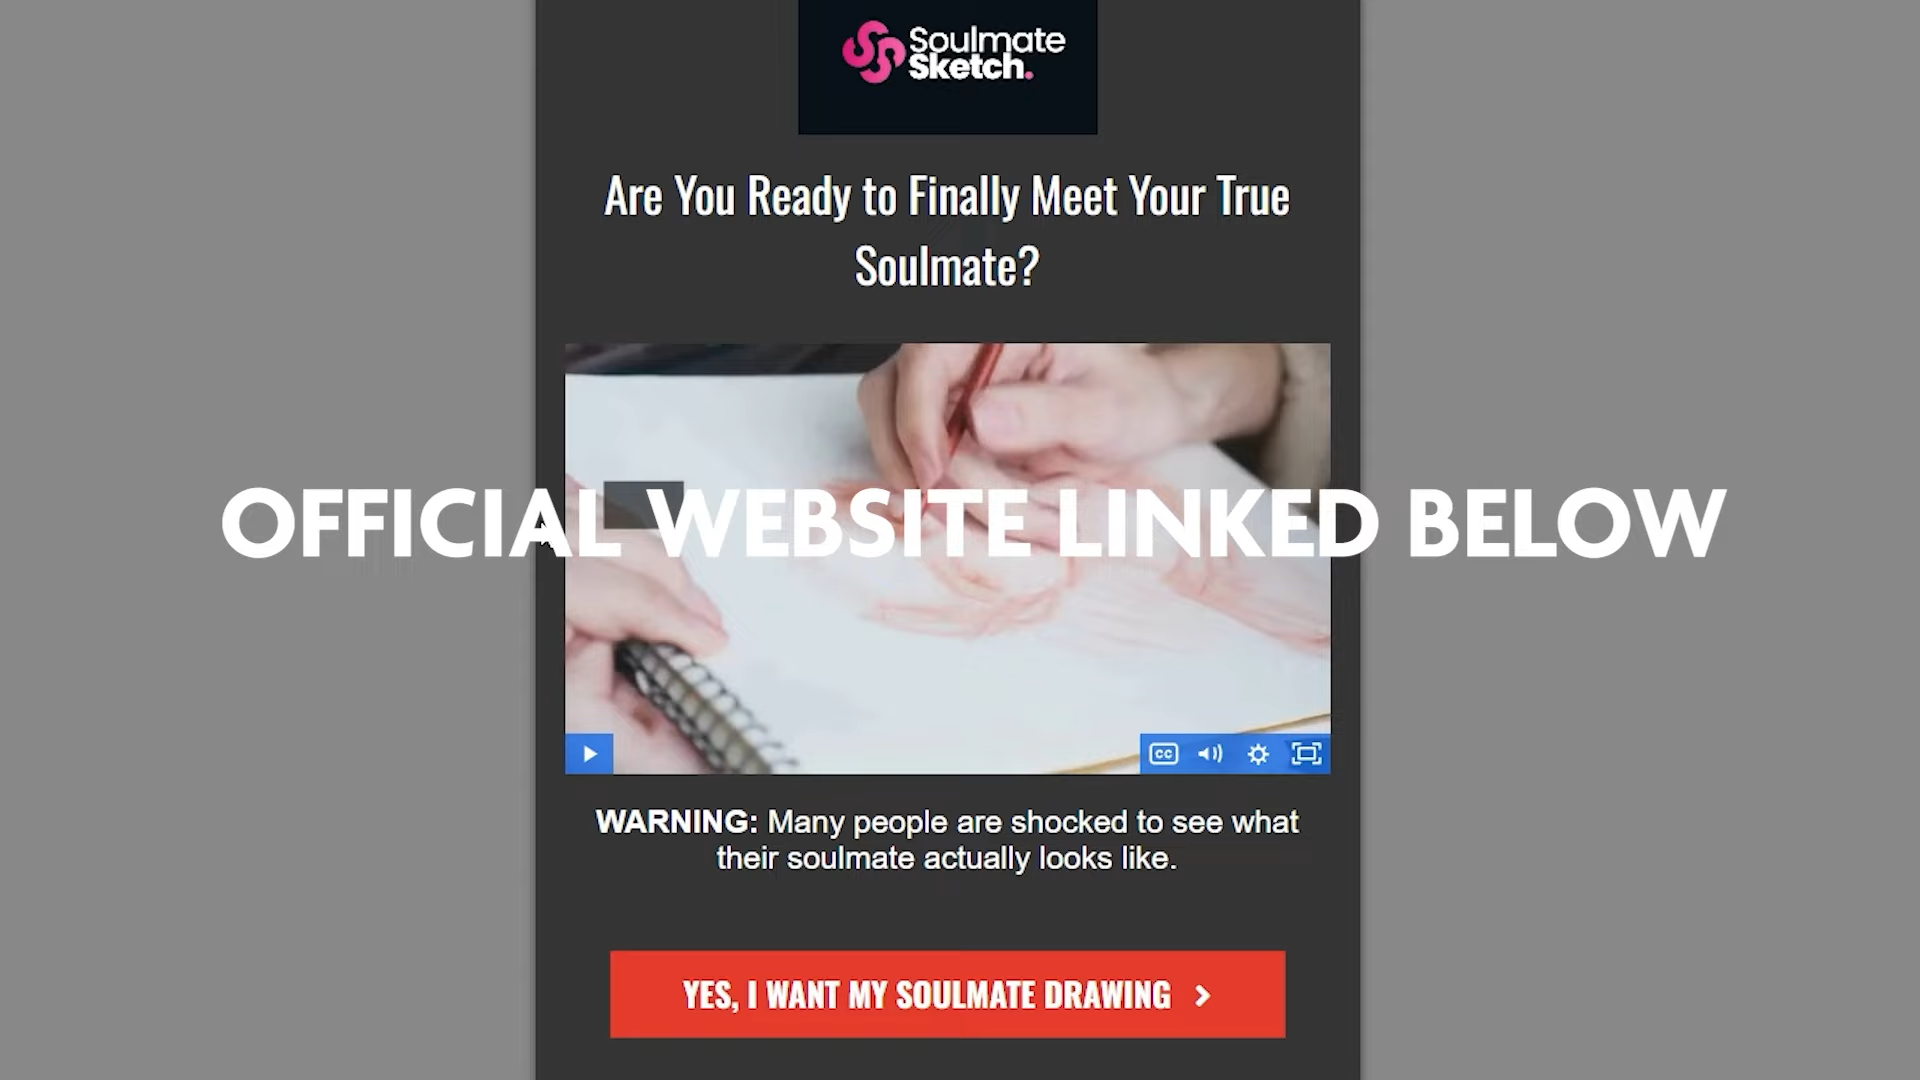 Soulmate
Sketch.
Are You Ready to Finally Meet Your True
Soulmate?
OFFICIAL WEBSITE LINKED BELOW
CC
WARNING: Many people are shocked to see what
their soulmate actually looks like.
YES, I WANT MY SOULMATE DRAWING